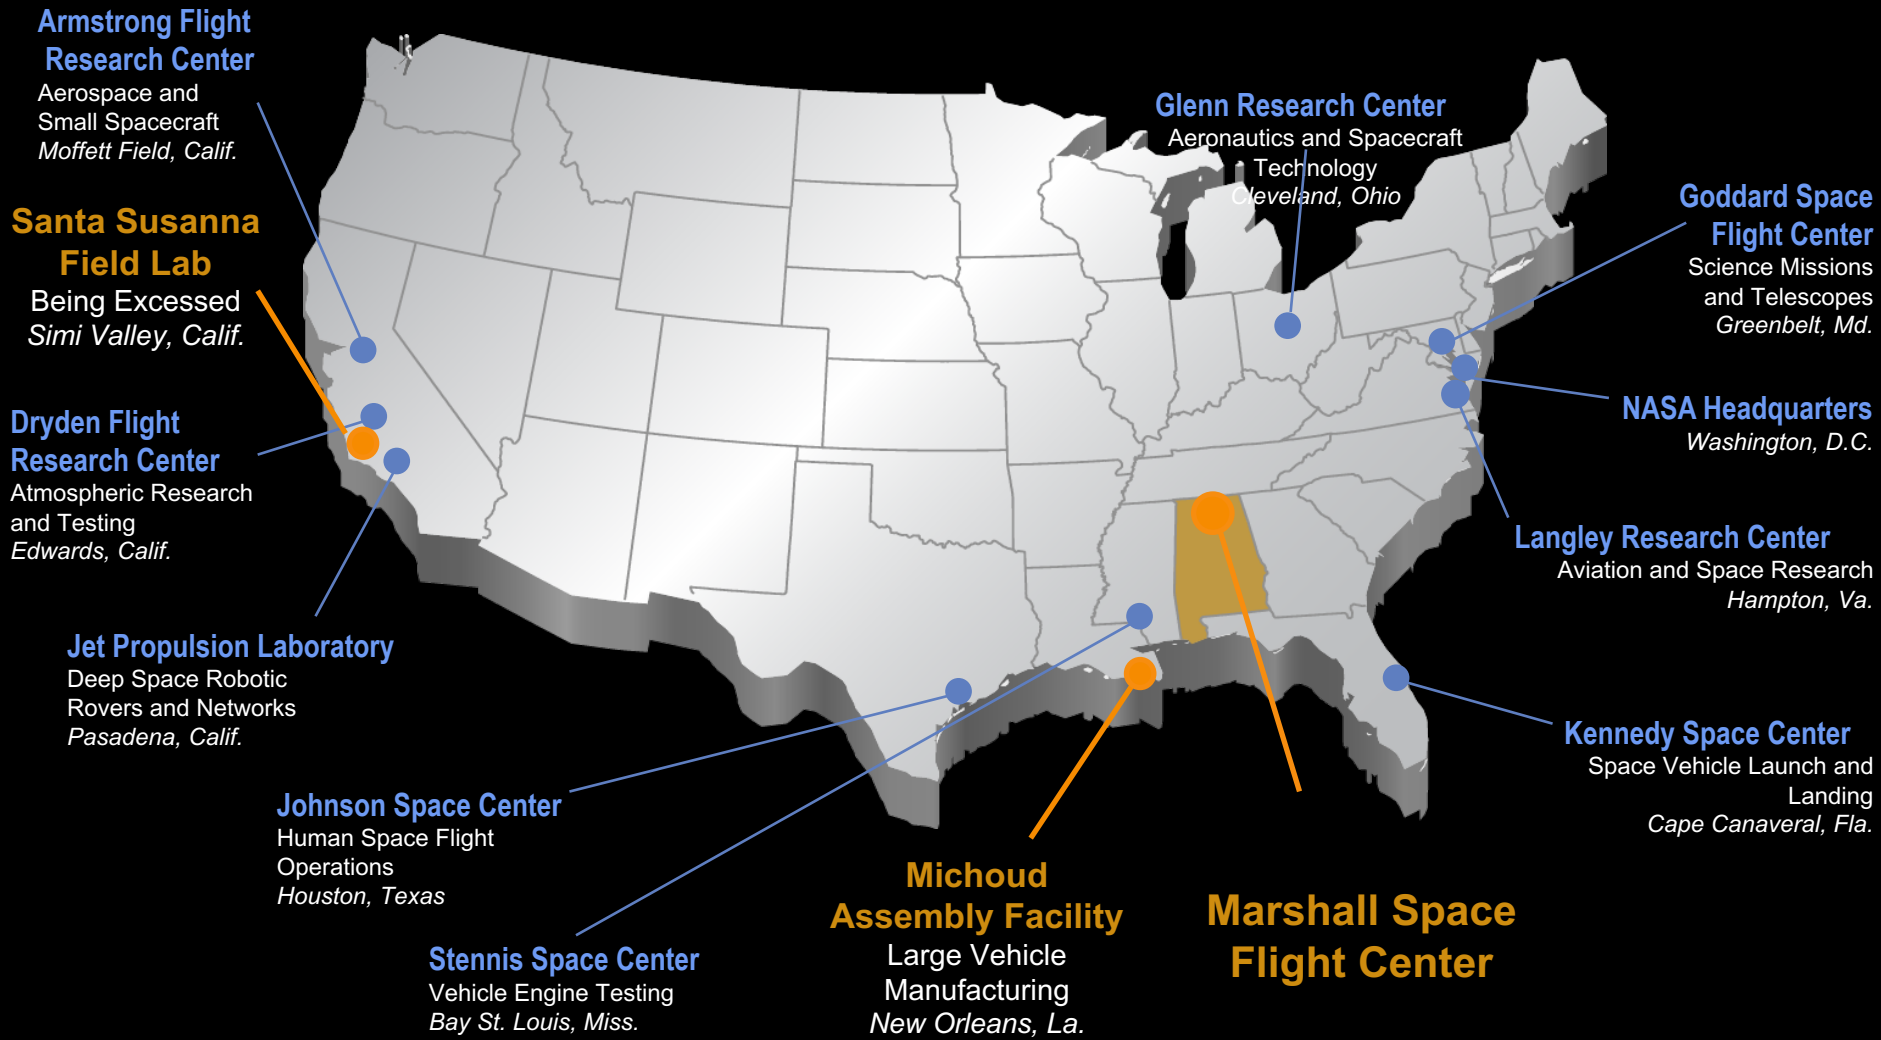 Armstrong Flight
Research Center
Aerospace and
Small Spacecraft
Moffett Field, Calif.
Santa Susanna
Field Lab
Being Excessed
Simi Valley, Calif.
Dryden Flight
Research Center
Atmospheric Research
and Testing
Edwards, Calif.
Jet Propulsion Laboratory
Deep Space Robotic
Rovers and Networks
Pasadena, Calif.
Johnson Space Center
Human Space Flight
Operations
Houston, Texas
Stennis Space Center
Vehicle Engine Testing
Bay St. Louis, Miss.
Michoud
Assembly Facility
Large Vehicle
Manufacturing
New Orleans, La.
Marshall Space
Flight Center
Glenn Research Center
Aeronautics and Spacecraft
Technology
Cleveland, Ohio
Goddard Space
Flight Center
Science Missions
and Telescopes
Greenbelt, Md.
NASA Headquarters
Washington, D.C.
Langley Research Center
Aviation and Space Research
Hampton, Va.
Kennedy Space Center
Space Vehicle Launch and
Landing
Cape Canaveral, Fla.